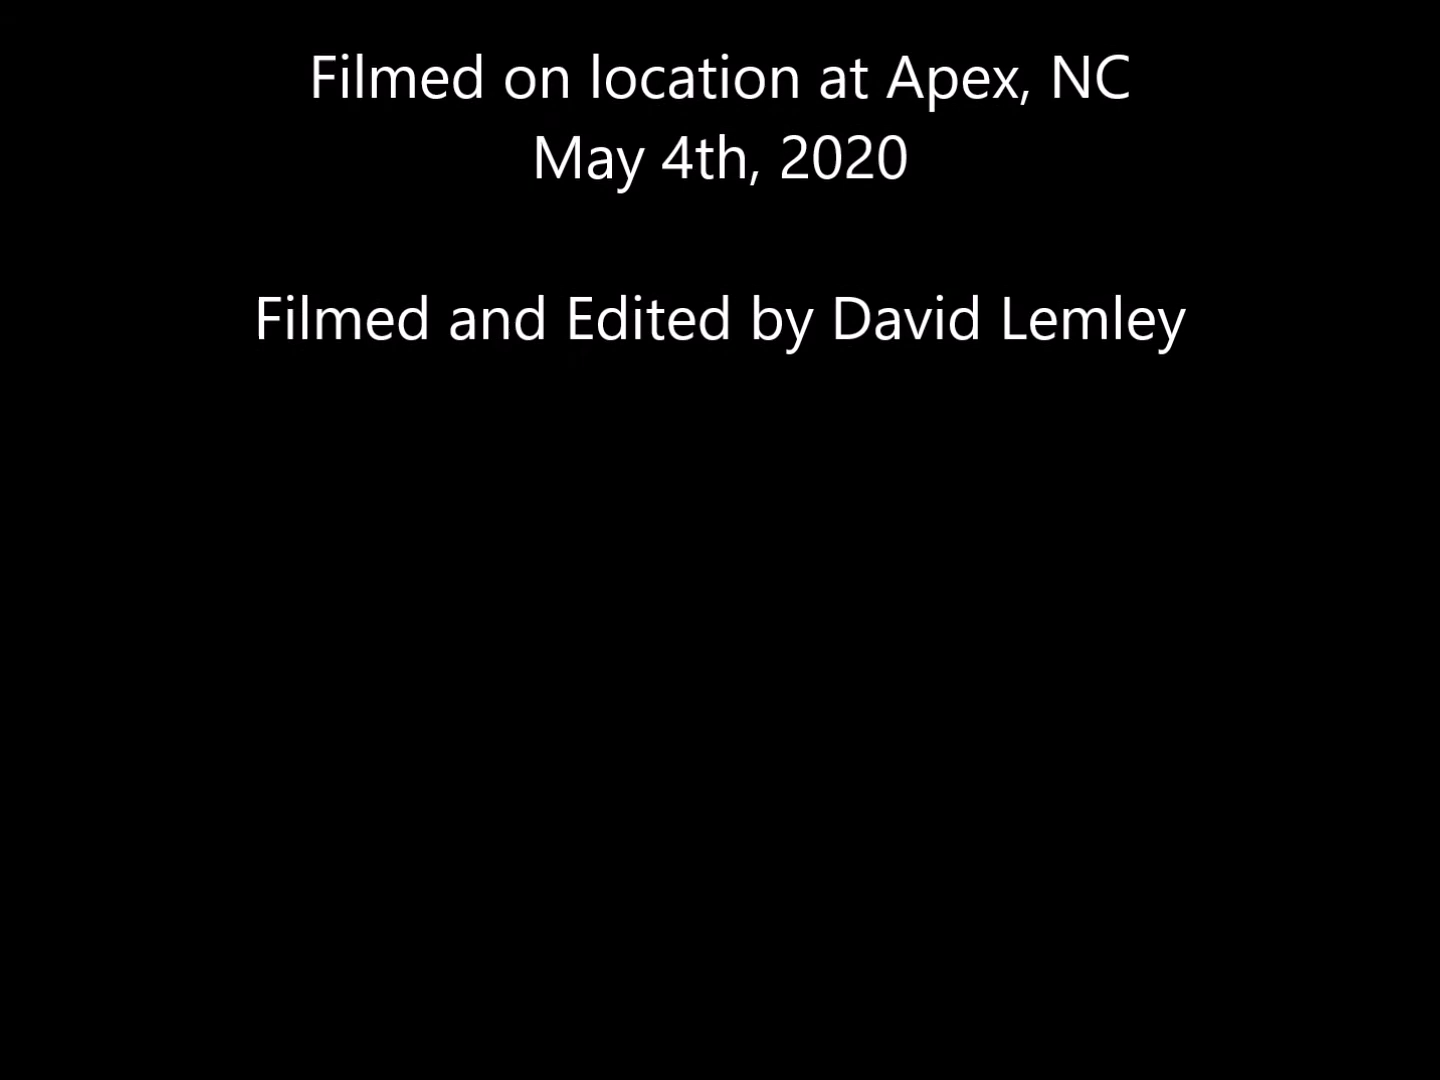 Filmed on location at Apex, NC
May 4th, 2020
Filmed and Edited by David Lemley